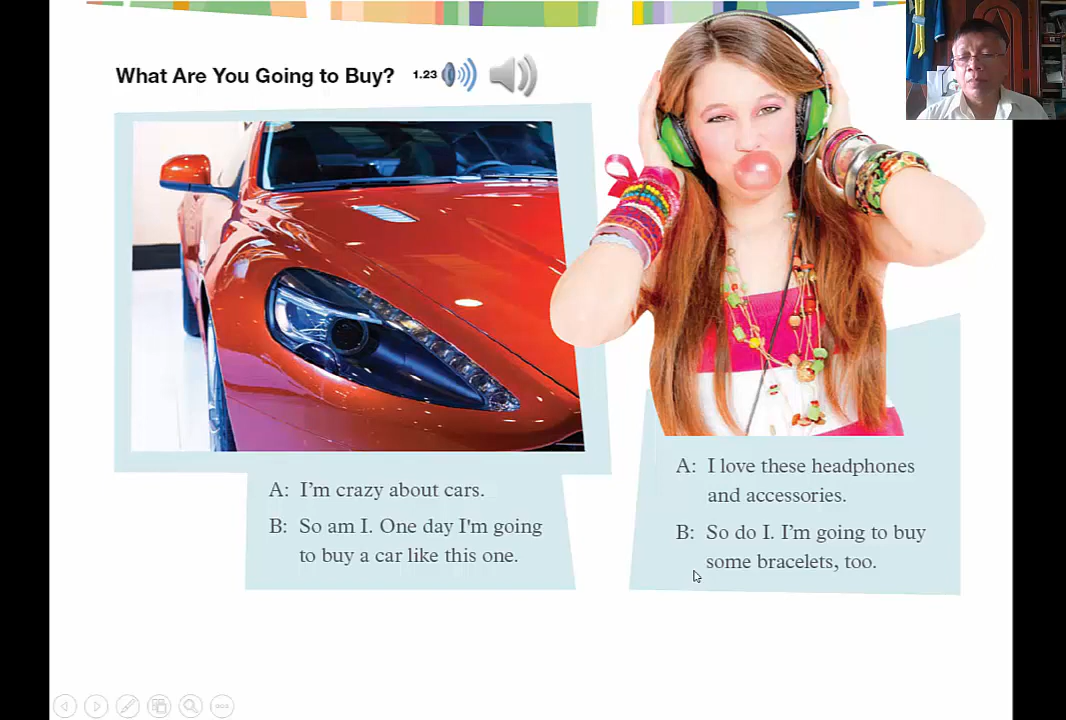 What Are You Going to Buy? 1.23
A: I'm crazy about cars.
B: So am I. One day I'm going
to buy a car like this one.
A: I love these headphones
and accessories.
B: So do I. I'm going to buy
some bracelets, too.